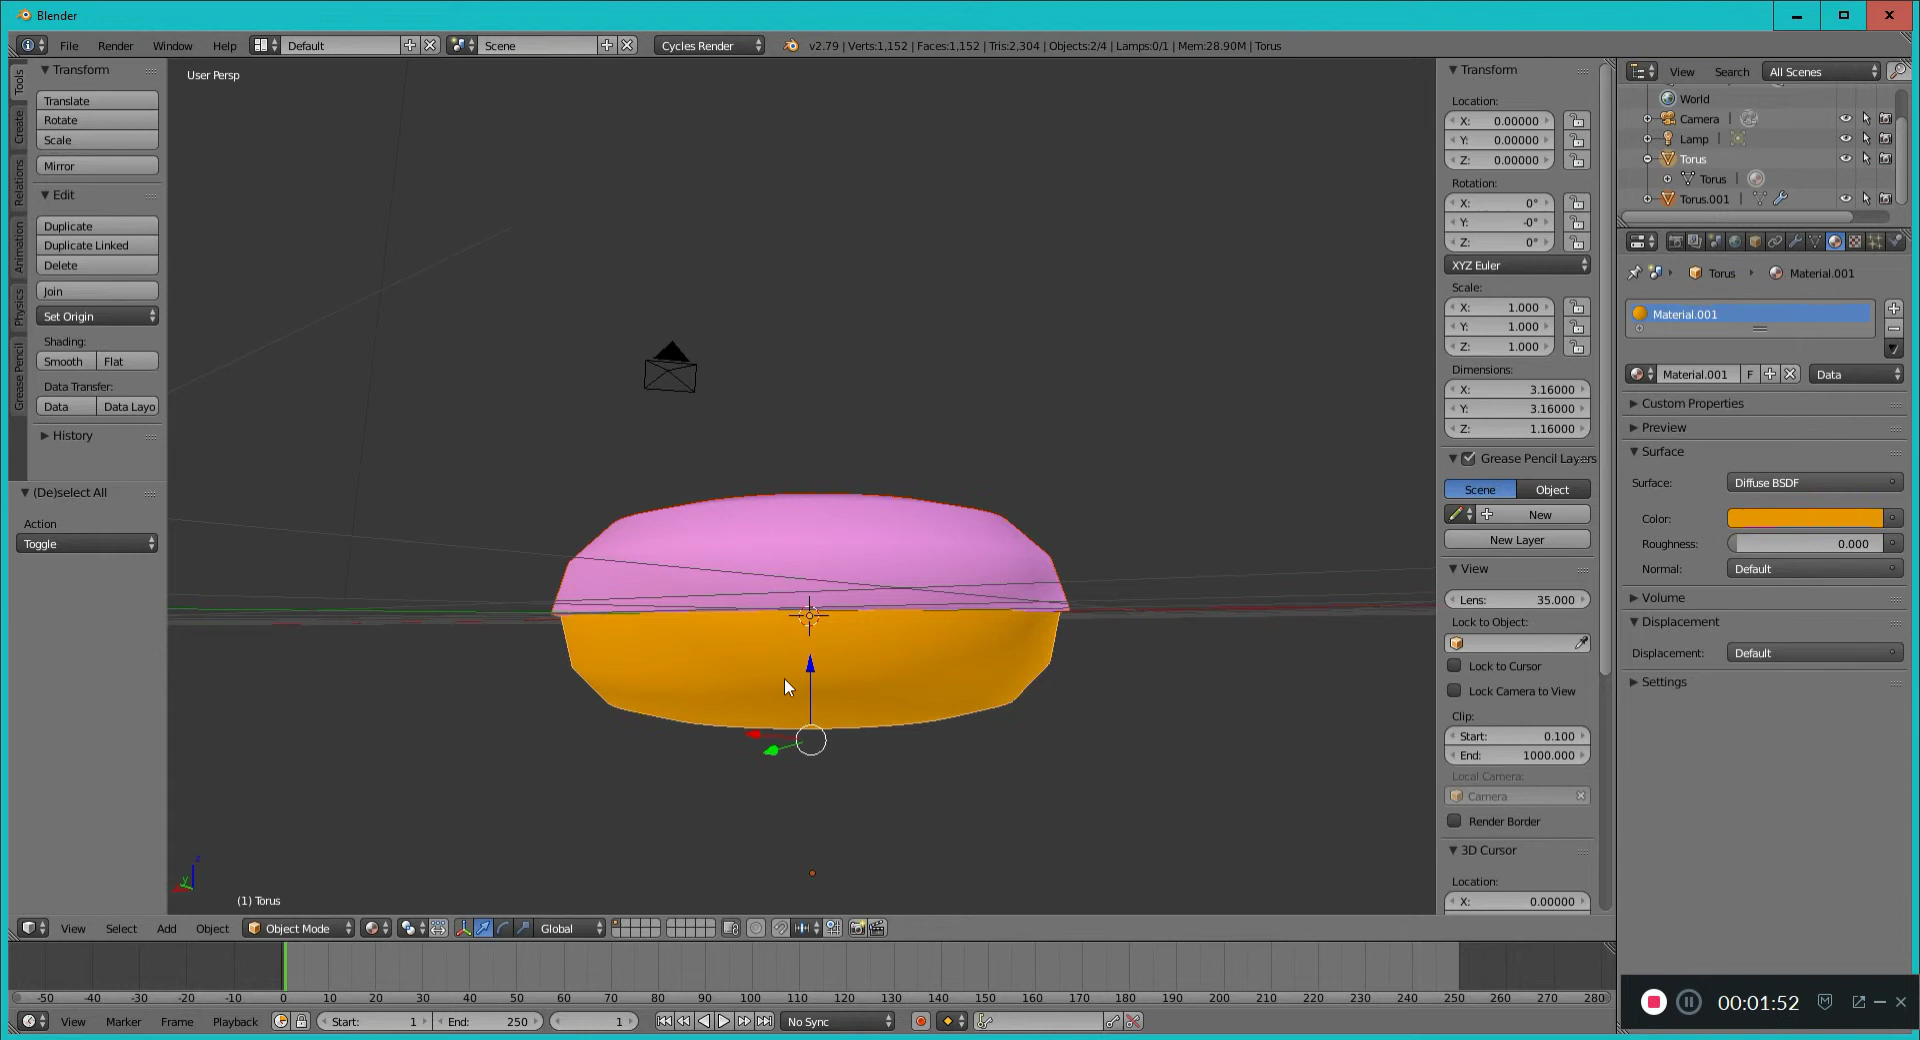 Blender
File Render Window Help Default Scene Cycles Render v2.79 | Verts:1,152 | Faces:1,152 | Tris:2,304 | Objects:2/4 | Lamps:0/1 | Mem:28.90M | Torus
Tools
Create
Relations
Animation
Physics
Grease Pencil
Transform
Translate
Rotate
Scale
Mirror
Edit
Duplicate
Duplicate Linked
Delete
Join
Set Origin
Shading:
Smooth Flat
Data Transfer:
Data Data Layo
History
(De)select All
Action
Toggle
User Persp
z
y
(1) Torus
Transform
Location:
X: 0.00000
Y: 0.00000
Z: 0.00000
Rotation:
X: 0°
Y: -0°
Z: 0°
XYZ Euler
Scale:
X: 1.000
Y: 1.000
Z: 1.000
Dimensions:
X: 3.16000
Y: 3.16000
Z: 1.16000
Grease Pencil Layers
Scene Object
New
New Layer
View
Lens: 35.000
Lock to Object:
Lock to Cursor
Lock Camera to View
Clip:
Start: 0.100
End: 1000.000
Local Camera:
Camera
Render Border
3D Cursor
Location:
X: 0.00000
View Search All Scenes
World
Camera
Lamp
Torus
Torus
Torus.001
Torus Material.001
Material.001
Material.001 F Data
Custom Properties
Preview
Surface
Surface: Diffuse BSDF
Color:
Roughness: 0.000
Normal: Default
Volume
Displacement
Displacement: Default
Settings
View Select Add Object Object Mode Global
-50 -40 -30 -20 -10 0 10 20 30 40 50 60 70 80 90 100 110 120 130 140 150 160 170 180 190 200 210 220 230 240 250 260 270 280
View Marker Frame Playback Start: 1 End: 250 1 No Sync
00:01:52